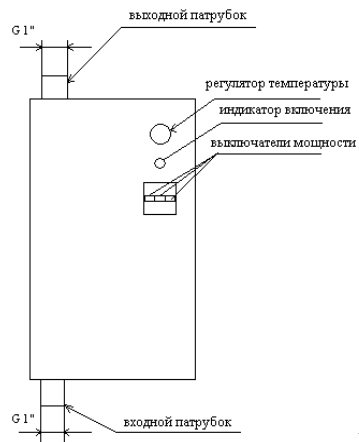 выходной патрубок
G 1"
регулятор температуры
индикатор включения
выключатели мощности
G 1"
входной патрубок